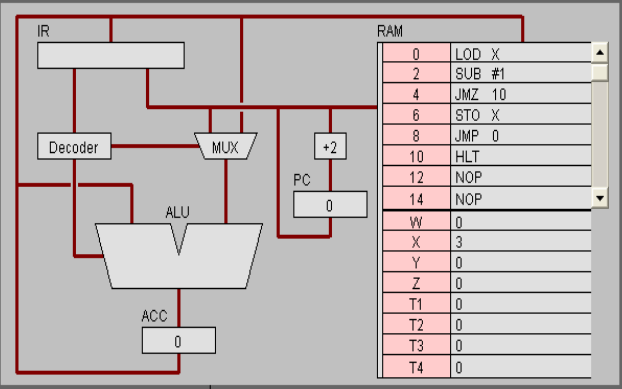 IR
RAM
0 LOD X
2 SUB #1
4 JMZ 10
6 STO X
8 JMP 0
10 HLT
12 NOP
14 NOP
W 0
X 3
Y 0
Z 0
T1 0
T2 0
T3 0
T4 0
Decoder
MUX
+2
PC
0
ALU
ACC
0